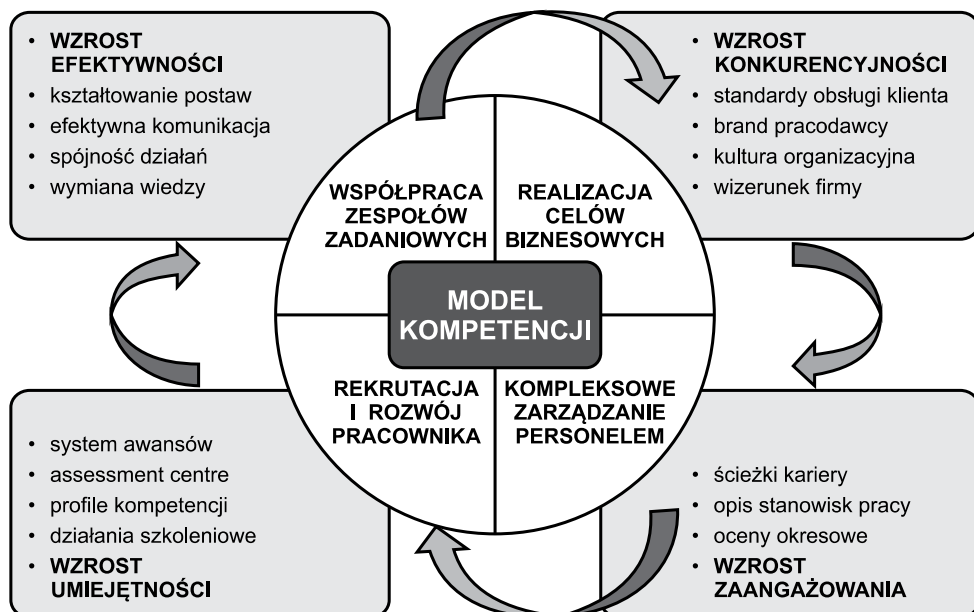 • WZROST
EFEKTYWNOŚCI
• kształtowanie postaw
• efektywna komunikacja
• spójność działań
• wymiana wiedzy
• WZROST
KONKURENCYJNOŚCI
• standardy obsługi klienta
• brand pracodawcy
• kultura organizacyjna
• wizerunek firmy
WSPÓŁPRACA
ZESPOŁÓW
ZADANIOWYCH
REALIZACJA
CELÓW
BIZNESOWYCH
MODEL
KOMPETENCJI
REKRUTACJA
I ROZWÓJ
PRACOWNIKA
KOMPLEKSOWE
ZARZĄDZANIE
PERSONELEM
• system awansów
• assessment centre
• profile kompetencji
• działania szkoleniowe
• WZROST
UMIEJĘTNOŚCI
• ścieżki kariery
• opis stanowisk pracy
• oceny okresowe
• WZROST
ZAANGAŻOWANIA